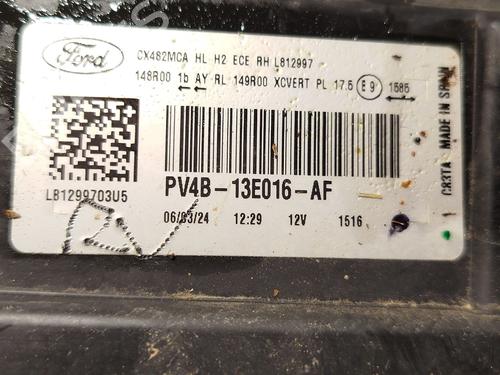 Ford
CX482MCA HL H2 ECE RH L812997
148R00 1b AY RL 149R00 XCVERT PL 17.5 E9 1585
L81299703U5
PV4B-13E016-AF
06/03/24 12:29 12V 1516
C83TA MADE IN SPAIN